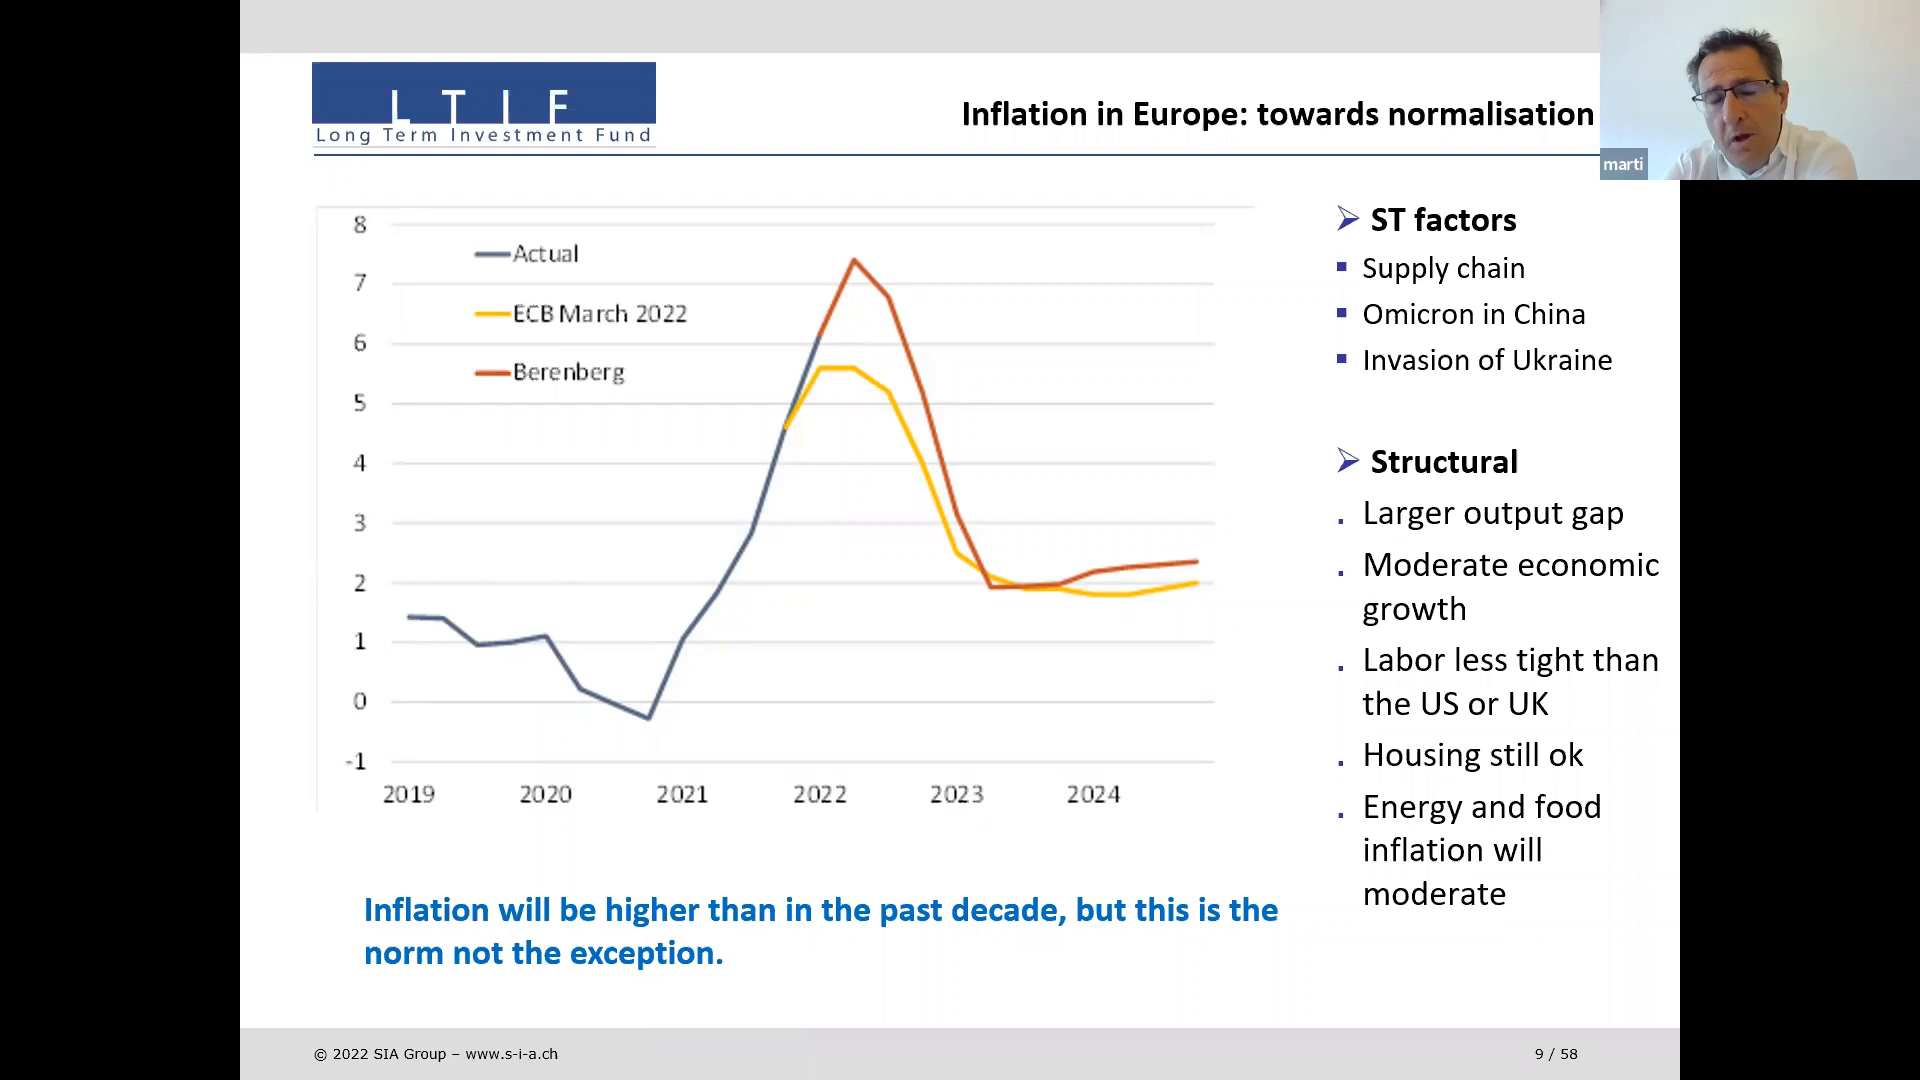 L T I F
Long Term Investment Fund
Inflation in Europe: towards normalisation
marti
8
7
6
5
4
3
2
1
0
-1
Actual
ECB March 2022
Berenberg
2019 2020 2021 2022 2023 2024
ST factors
Supply chain
Omicron in China
Invasion of Ukraine
Structural
Larger output gap
Moderate economic
growth
Labor less tight than
the US or UK
Housing still ok
Energy and food
inflation will
moderate
Inflation will be higher than in the past decade, but this is the
norm not the exception.
© 2022 SIA Group – www.s-i-a.ch
9 / 58